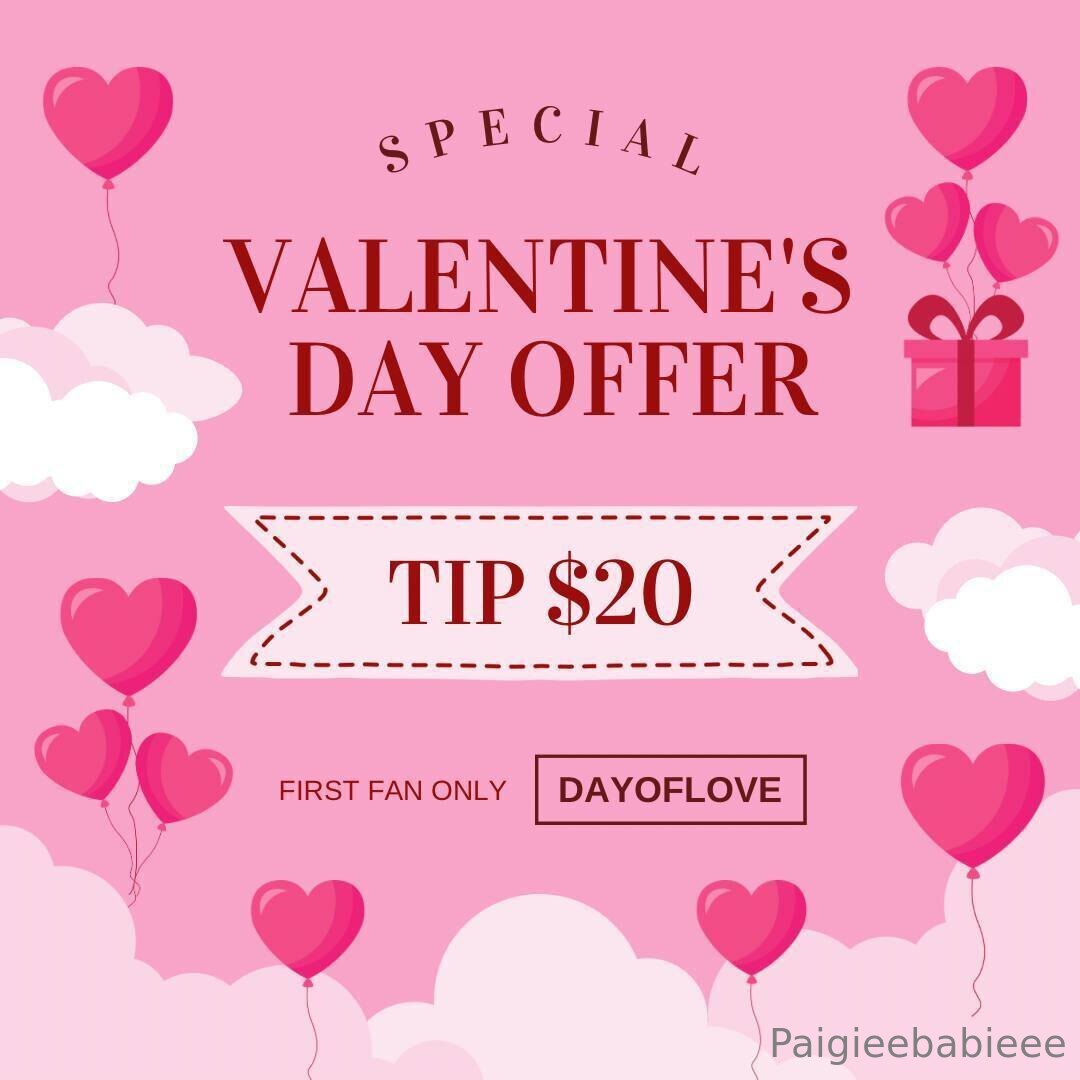 SPECIAL
VALENTINE'S
DAY OFFER
TIP $20
FIRST FAN ONLY DAYOFLOVE
Paigieebabieee